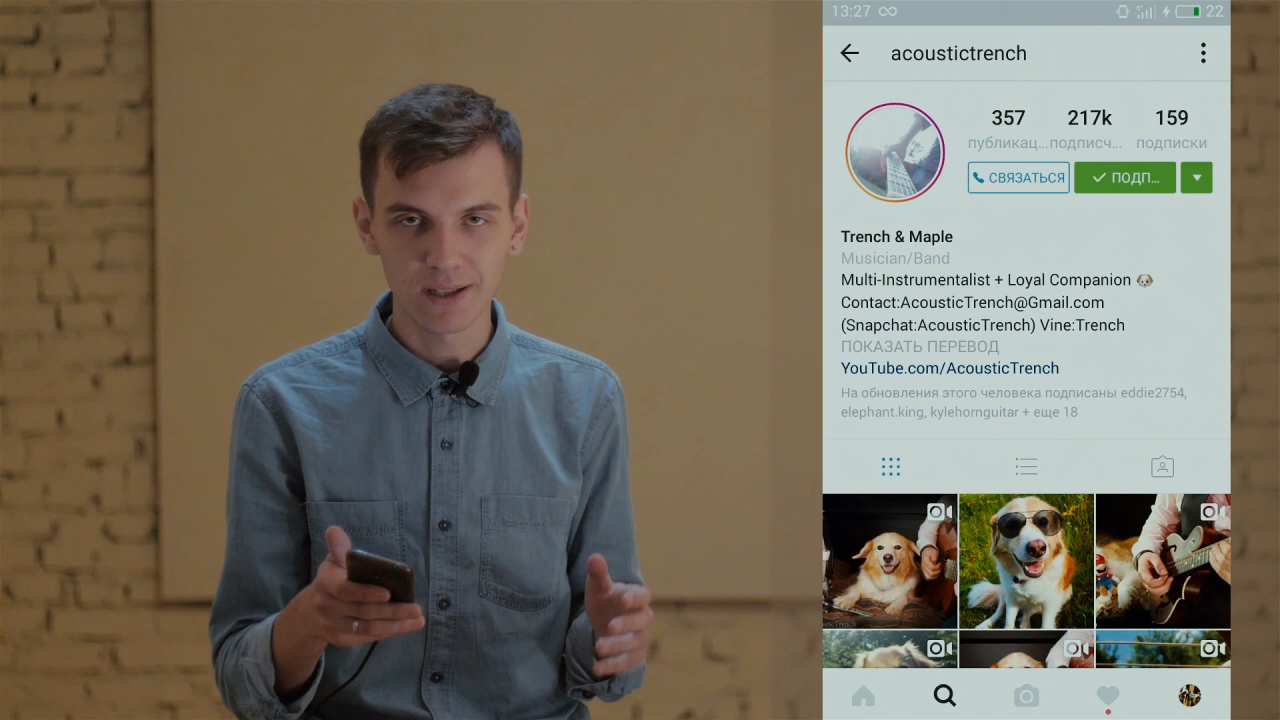 13:27
22
acoustictrench
357 217k 159
публикац... подписч... подписки
СВЯЗАТЬСЯ ПОДП...
Trench & Maple
Musician/Band
Multi-Instrumentalist + Loyal Companion 🐶
Contact:AcousticTrench@Gmail.com
(Snapchat:AcousticTrench) Vine:Trench
ПОКАЗАТЬ ПЕРЕВОД
YouTube.com/AcousticTrench
На обновления этого человека подписаны eddie2754,
elephant.king, kylehornguitar + еще 18